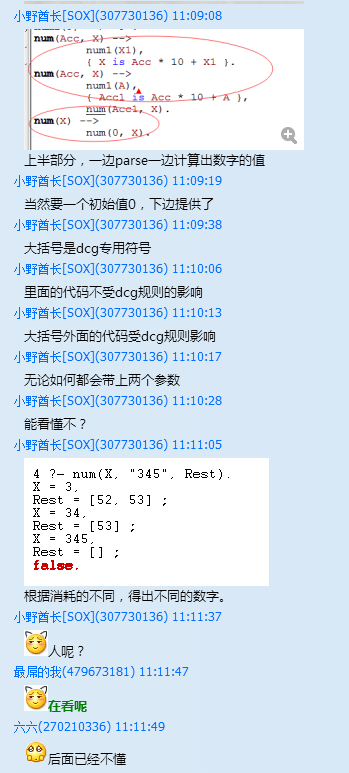 小野酋长[SOX](307730136) 11:09:08
num(Acc, X) -->
num1(X1),
{ X is Acc * 10 + X1 }.
num(Acc, X) -->
num1(A),
{ Acc1 is Acc * 10 + A },
num(Acc1, X).
num(X) -->
num(0, X).
上半部分，一边parse一边计算出数字的值
小野酋长[SOX](307730136) 11:09:19
当然要一个初始值0，下边提供了
小野酋长[SOX](307730136) 11:09:38
大括号是dcg专用符号
小野酋长[SOX](307730136) 11:10:06
里面的代码不受dcg规则的影响
小野酋长[SOX](307730136) 11:10:13
大括号外面的代码受dcg规则影响
小野酋长[SOX](307730136) 11:10:17
无论如何都会带上两个参数
小野酋长[SOX](307730136) 11:10:28
能看懂不？
小野酋长[SOX](307730136) 11:11:05
4 ?- num(X, "345", Rest).
X = 3,
Rest = [52, 53] ;
X = 34,
Rest = [53] ;
X = 345,
Rest = [] ;
false.
根据消耗的不同，得出不同的数字。
小野酋长[SOX](307730136) 11:11:37
人呢？
最屌的我(479673181) 11:11:47
在看呢
六六(270210336) 11:11:49
后面已经不懂